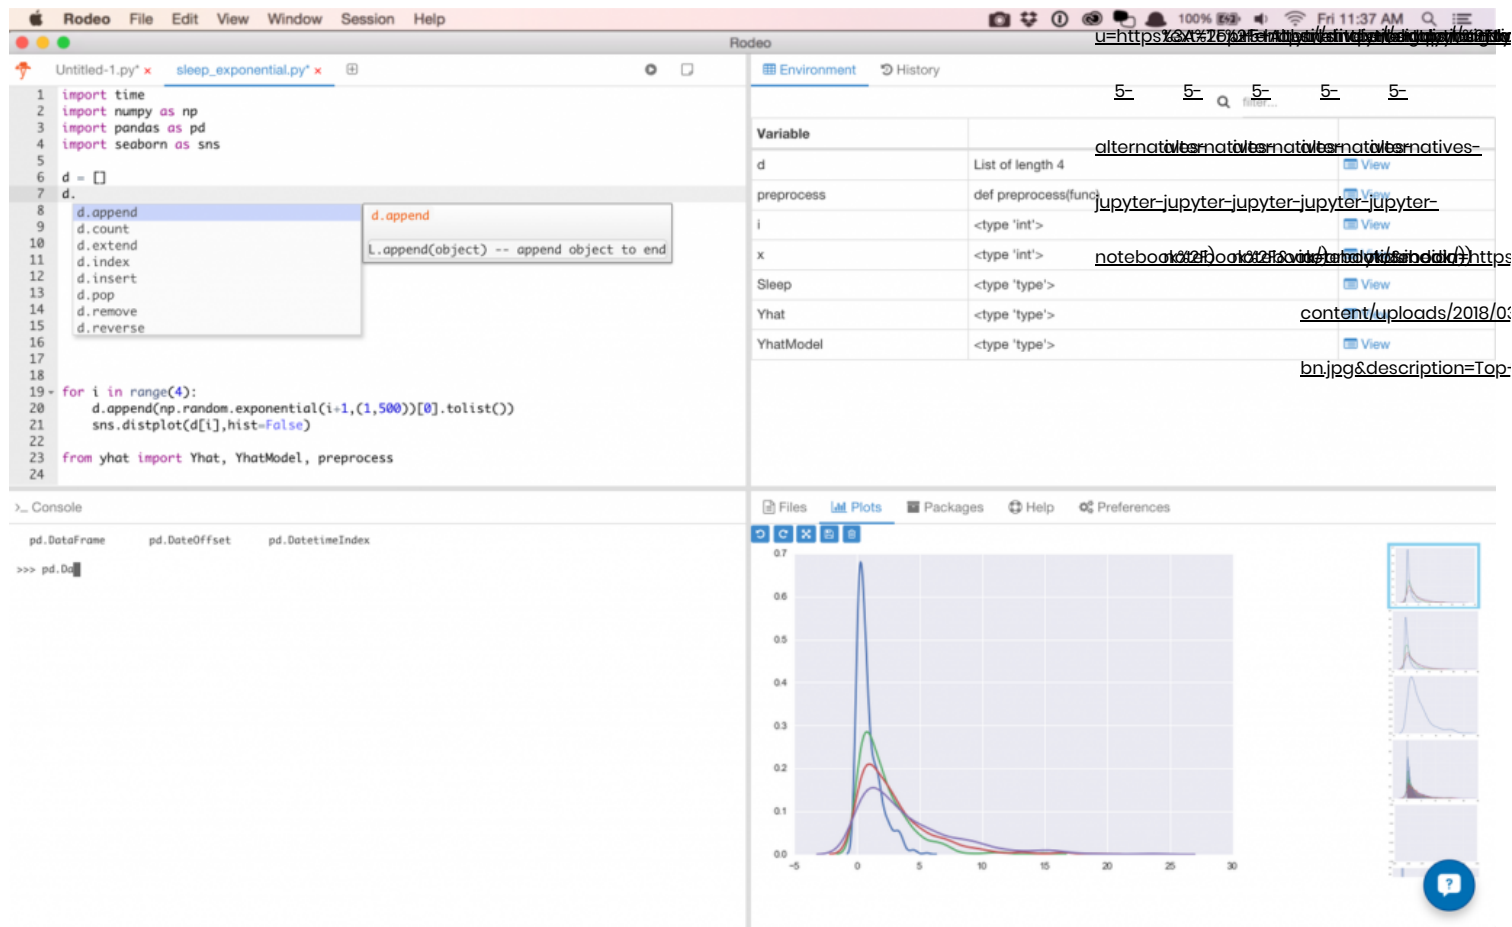 Rodeo File Edit View Window Session Help 100% Fri 11:37 AM
Rodeo
Untitled-1.py* × sleep_exponential.py* ×
1 import time
2 import numpy as np
3 import pandas as pd
4 import seaborn as sns
5
6 d = []
7 d.
8 d.append
9 d.count
10 d.extend
11 d.index
12 d.insert
13 d.pop
14 d.remove
15 d.reverse
16
17
18
19 for i in range(4):
20 d.append(np.random.exponential(i+1,(1,500))[0].tolist())
21 sns.distplot(d[i],hist=False)
22
23 from yhat import Yhat, YhatModel, preprocess
24
d.append
L.append(object) -- append object to end
Environment History
filter...
Variable
d List of length 4 View
preprocess def preprocess(func) View
i <type 'int'>
x <type 'int'>
Sleep <type 'type'> View
Yhat <type 'type'>
YhatModel <type 'type'> View
5- 5- 5- 5- 5-
jupyter-jupyter-jupyter-jupyter-jupyter-
content/uploads/2018/03
bn.jpg&description=Top-
>_ Console
pd.DataFrame pd.DateOffset pd.DatetimeIndex
>>> pd.Da
Files Plots Packages Help Preferences
0.7
0.6
0.5
0.4
0.3
0.2
0.1
0.0
−5 0 5 10 15 20 25 30